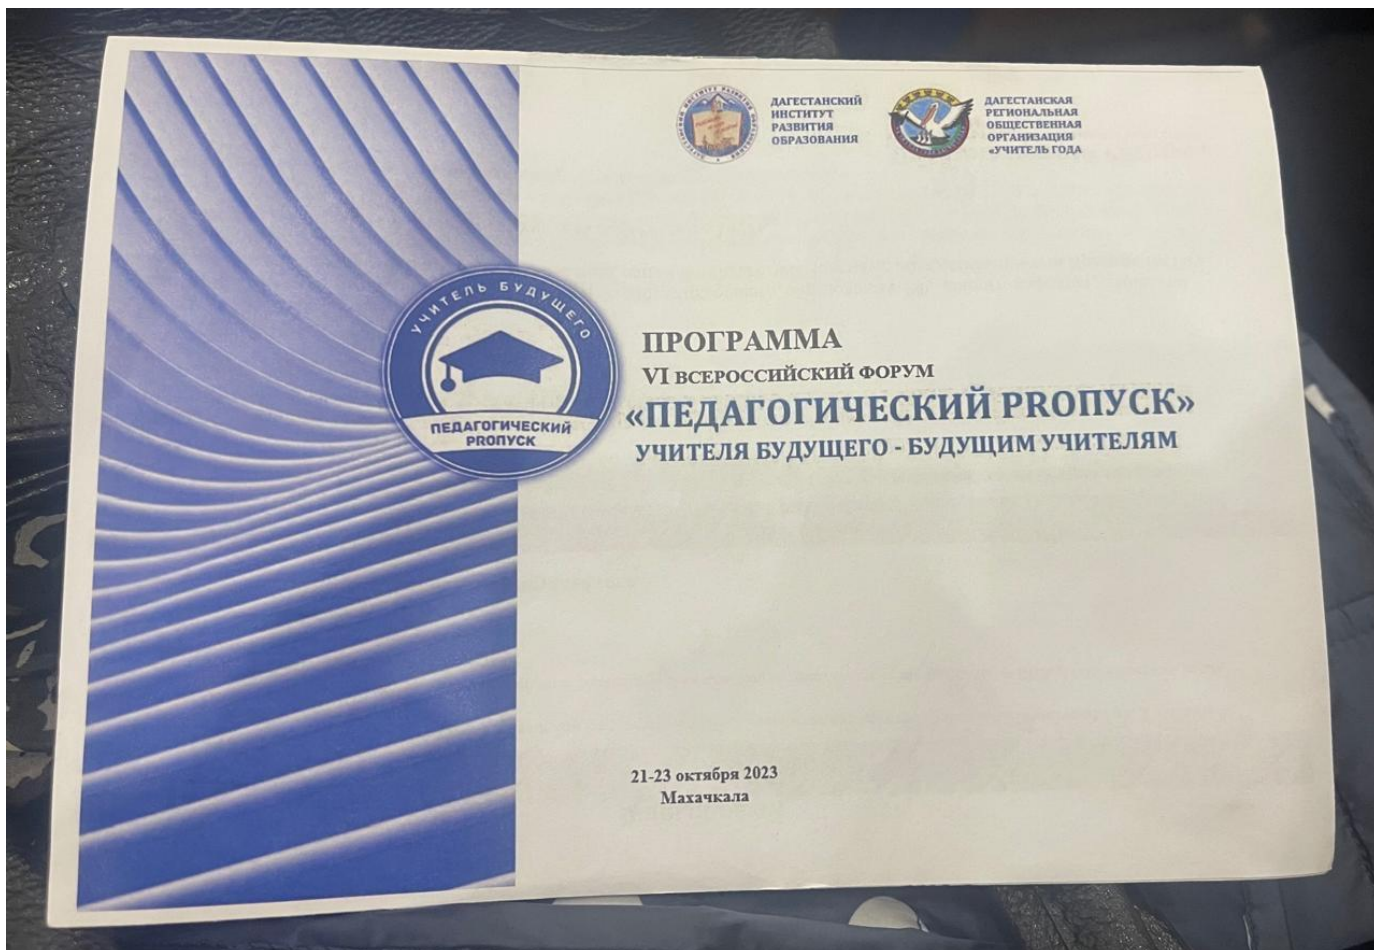 ДАГЕСТАНСКИЙ
ИНСТИТУТ
РАЗВИТИЯ
ОБРАЗОВАНИЯ
ДАГЕСТАНСКАЯ
РЕГИОНАЛЬНАЯ
ОБЩЕСТВЕННАЯ
ОРГАНИЗАЦИЯ
«УЧИТЕЛЬ ГОДА
УЧИТЕЛЬ БУДУЩЕГО
ПЕДАГОГИЧЕСКИЙ
PROПУСК
ПРОГРАММА
VI ВСЕРОССИЙСКИЙ ФОРУМ
«ПЕДАГОГИЧЕСКИЙ PROПУСК»
УЧИТЕЛЯ БУДУЩЕГО - БУДУЩИМ УЧИТЕЛЯМ
21-23 октября 2023
Махачкала